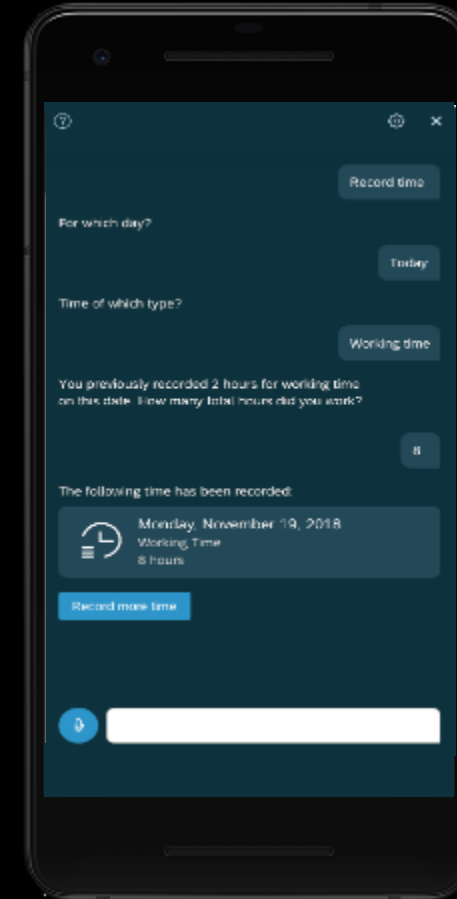 Record time
For which day?
Today
Time of which type?
Working time
You previously recorded 2 hours for working time
on this date. How many total hours did you work?
8
The following time has been recorded:
Monday, November 19, 2018
Working Time
8 hours
Record more time